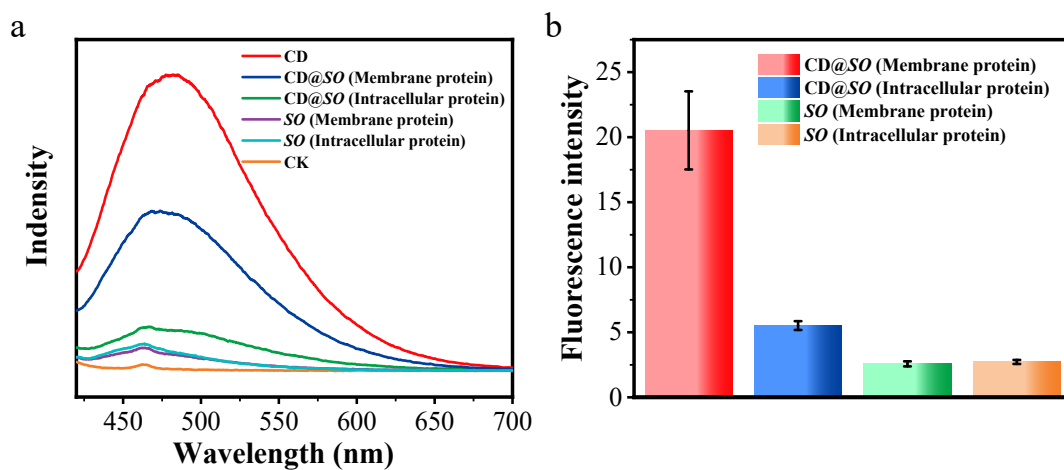 a
Indensity
CD
CD@SO (Membrane protein)
CD@SO (Intracellular protein)
SO (Membrane protein)
SO (Intracellular protein)
CK
450 500 550 600 650 700
Wavelength (nm)
b
Fluorescence intensity
25
20
15
10
5
0
CD@SO (Membrane protein)
CD@SO (Intracellular protein)
SO (Membrane protein)
SO (Intracellular protein)